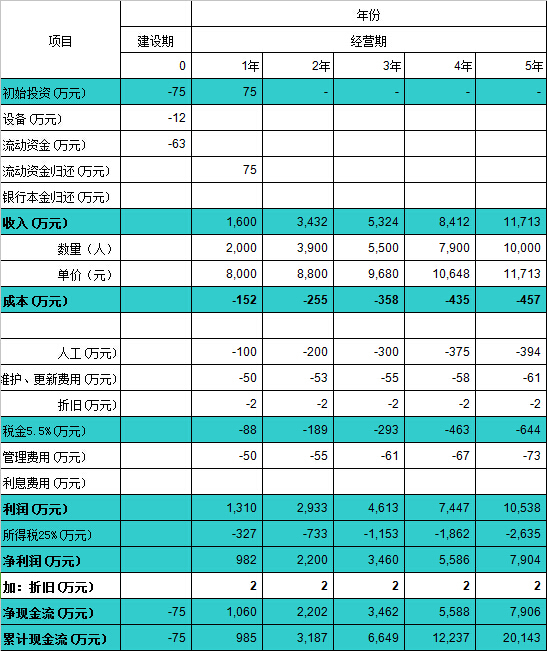 年份
项目 建设期 经营期
0 1年 2年 3年 4年 5年
初始投资(万元) -75 75 - - - -
设备(万元) -12
流动资金(万元) -63
流动资金归还(万元) 75
银行本金归还(万元)
收入(万元) 1,600 3,432 5,324 8,412 11,713
数量（人） 2,000 3,900 5,500 7,900 10,000
单价（元） 8,000 8,800 9,680 10,648 11,713
成本(万元) -152 -255 -358 -435 -457
人工(万元) -100 -200 -300 -375 -394
维护、更新费用(万元) -50 -53 -55 -58 -61
折旧(万元) -2 -2 -2 -2 -2
税金5.5%(万元) -88 -189 -293 -463 -644
管理费用(万元) -50 -55 -61 -67 -73
利息费用(万元)
利润(万元) 1,310 2,933 4,613 7,447 10,538
所得税25%(万元) -327 -733 -1,153 -1,862 -2,635
净利润(万元) 982 2,200 3,460 5,586 7,904
加：折旧(万元) 2 2 2 2 2
净现金流(万元) -75 1,060 2,202 3,462 5,588 7,906
累计现金流(万元) -75 985 3,187 6,649 12,237 20,143